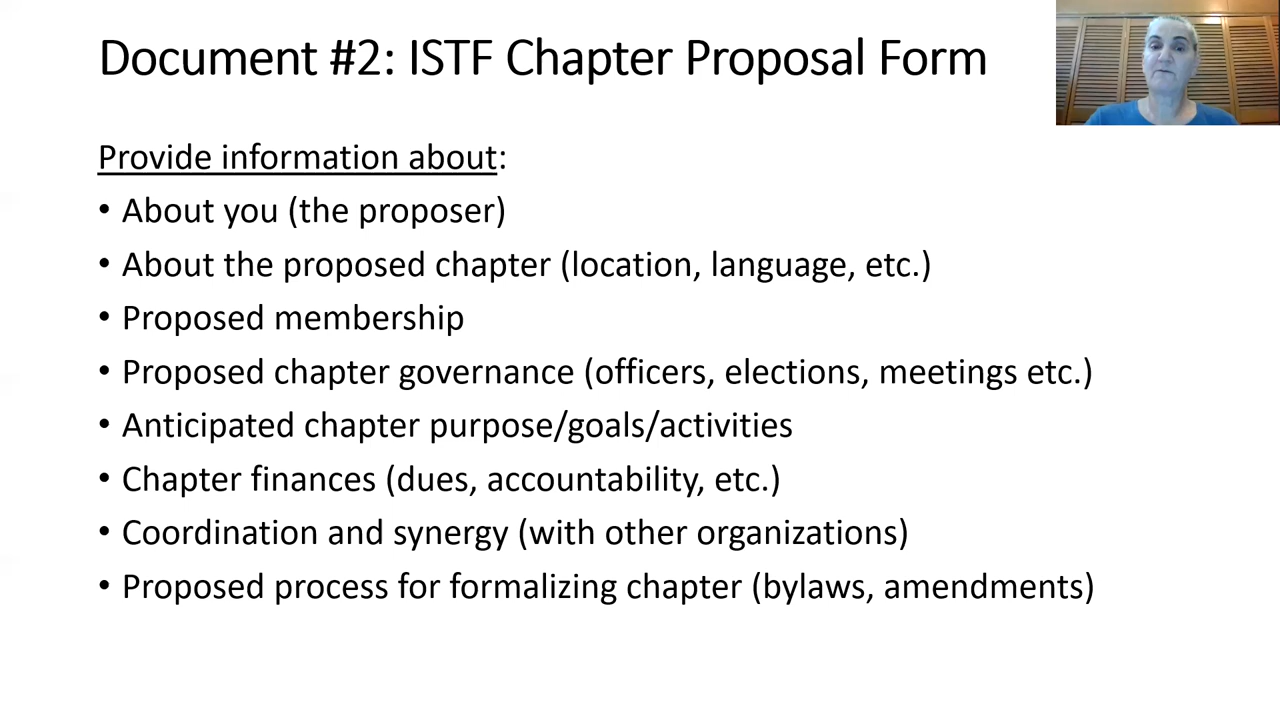 Document #2: ISTF Chapter Proposal Form
Provide information about:
• About you (the proposer)
• About the proposed chapter (location, language, etc.)
• Proposed membership
• Proposed chapter governance (officers, elections, meetings etc.)
• Anticipated chapter purpose/goals/activities
• Chapter finances (dues, accountability, etc.)
• Coordination and synergy (with other organizations)
• Proposed process for formalizing chapter (bylaws, amendments)